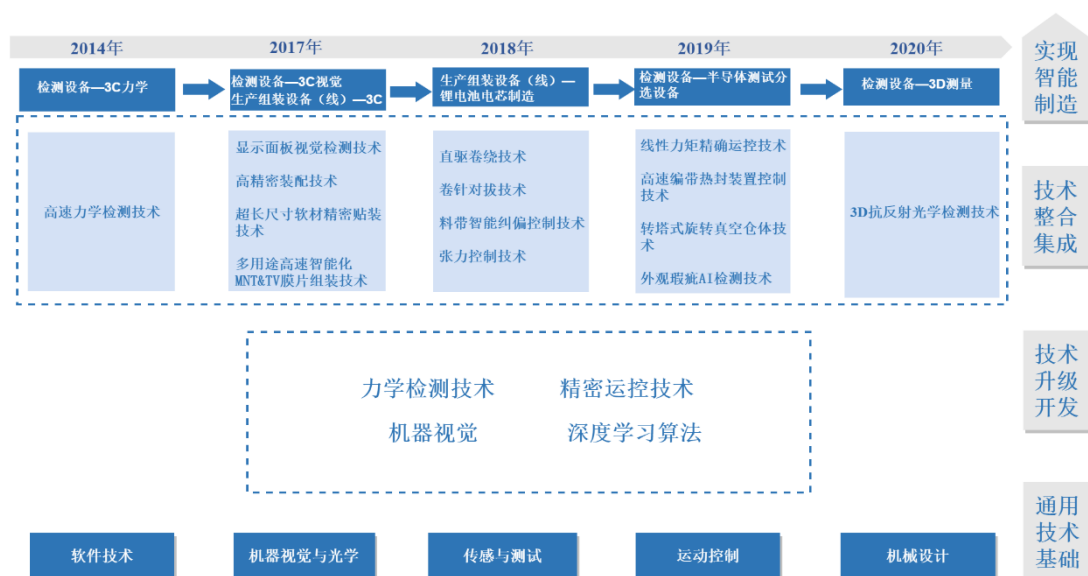 2014年
2017年
2018年
2019年
2020年
实现
智能
制造
检测设备—3C力学
检测设备—3C视觉
生产组装设备（线）—3C
生产组装设备（线）—
锂电池电芯制造
检测设备—半导体测试分
选设备
检测设备—3D测量
高速力学检测技术
显示面板视觉检测技术
高精密装配技术
超长尺寸软材精密贴装
技术
多用途高速智能化
MNT&TV膜片组装技术
直驱卷绕技术
卷针对拔技术
料带智能纠偏控制技术
张力控制技术
线性力矩精确运控技术
高速编带热封装置控制
技术
转塔式旋转真空仓体技
术
外观瑕疵AI检测技术
3D抗反射光学检测技术
技术
整合
集成
力学检测技术
精密运控技术
机器视觉
深度学习算法
技术
升级
开发
软件技术
机器视觉与光学
传感与测试
运动控制
机械设计
通用
技术
基础